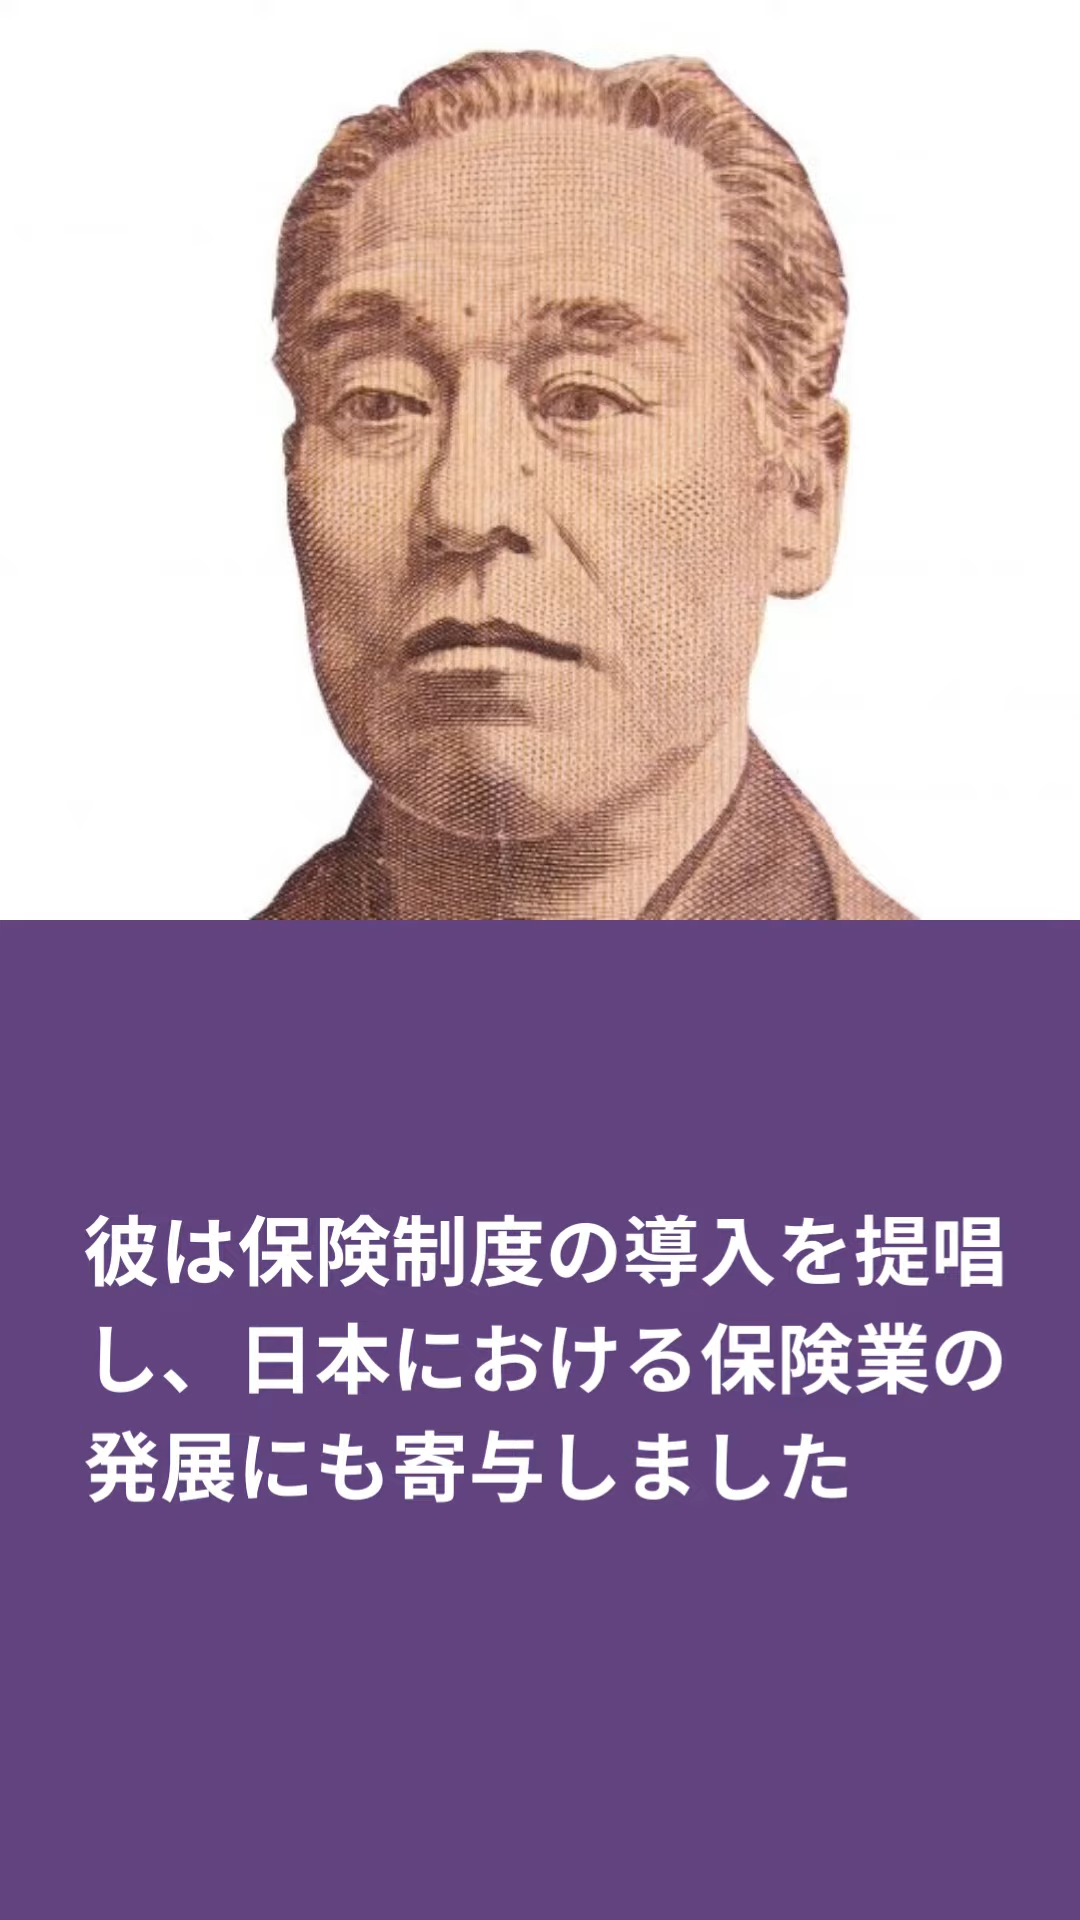 彼は保険制度の導入を提唱
し、日本における保険業の
発展にも寄与しました